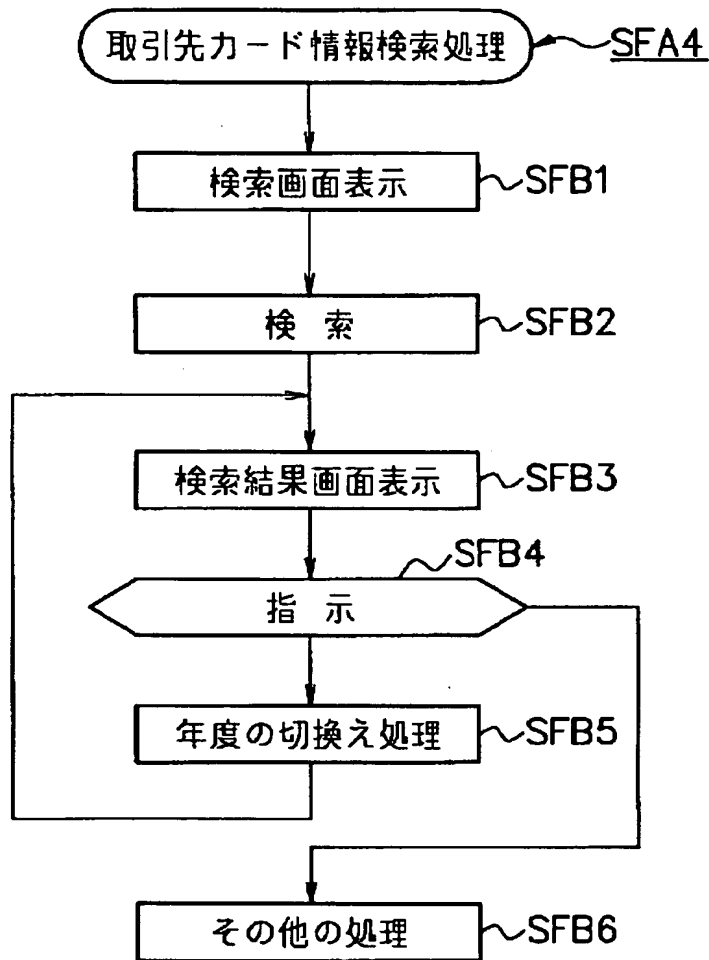 取引先カード情報検索処理 SFA4
検索画面表示 SFB1
検 索 SFB2
検索結果画面表示 SFB3
SFB4
指 示
年度の切換え処理 SFB5
その他の処理 SFB6